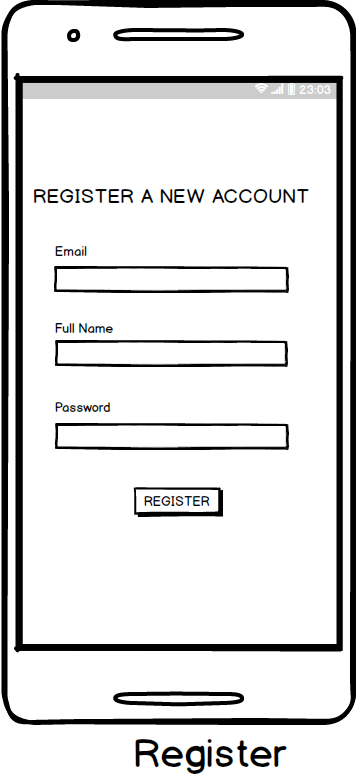 23:03
REGISTER A NEW ACCOUNT
Email
Full Name
Password
REGISTER
Register